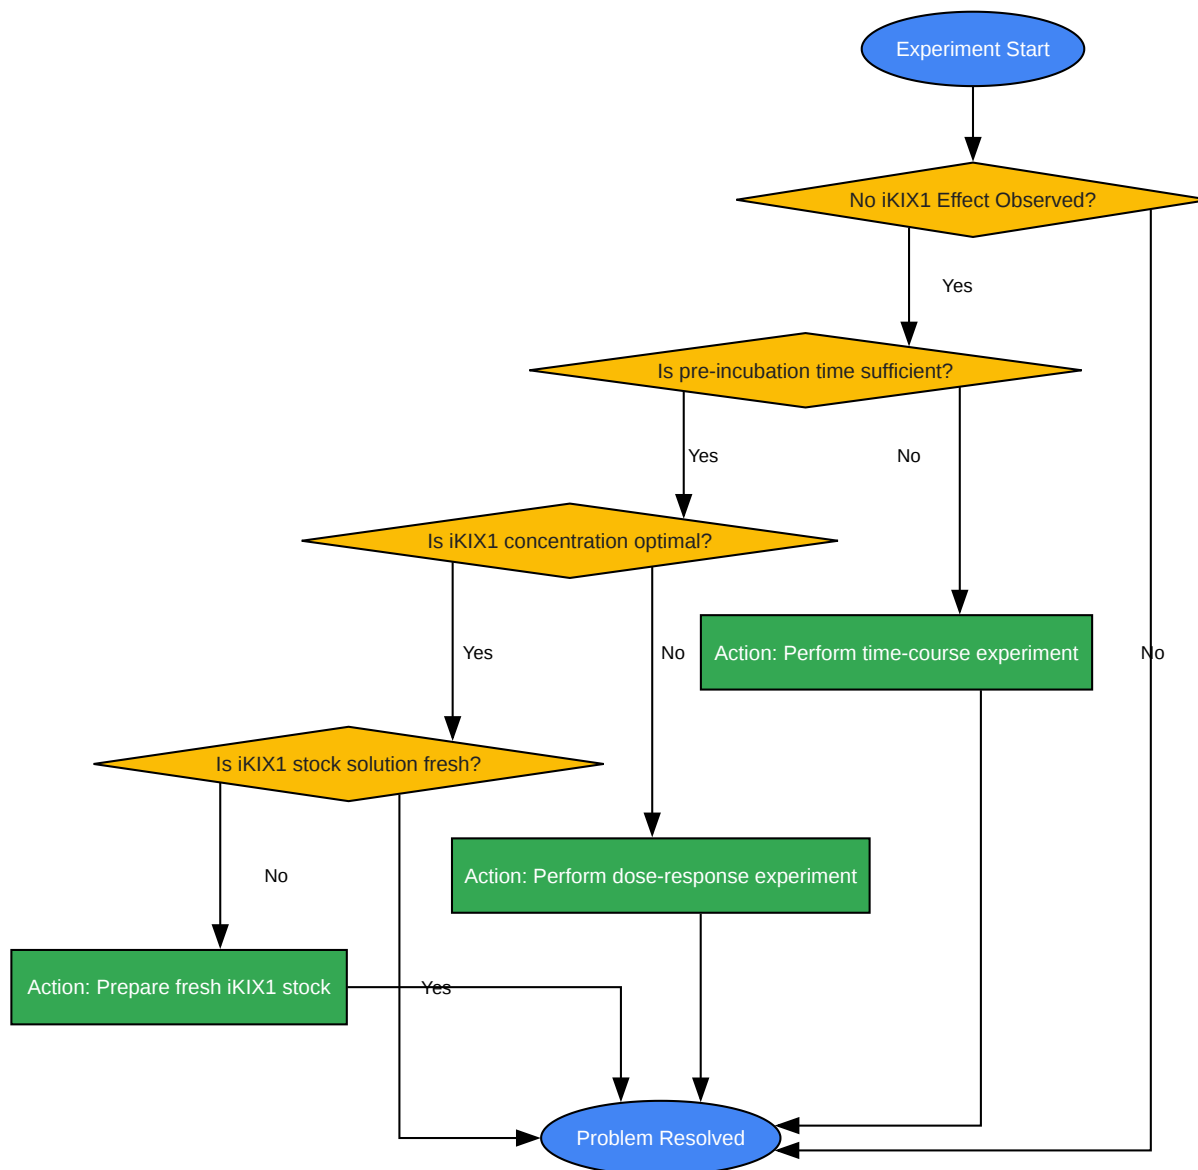 Experiment Start
No iKIX1 Effect Observed?
Yes
Is pre-incubation time sufficient?
Yes
No
Is iKIX1 concentration optimal?
Yes
No
Action: Perform time-course experiment
No
Is iKIX1 stock solution fresh?
No
Action: Perform dose-response experiment
Action: Prepare fresh iKIX1 stock
Yes
Problem Resolved